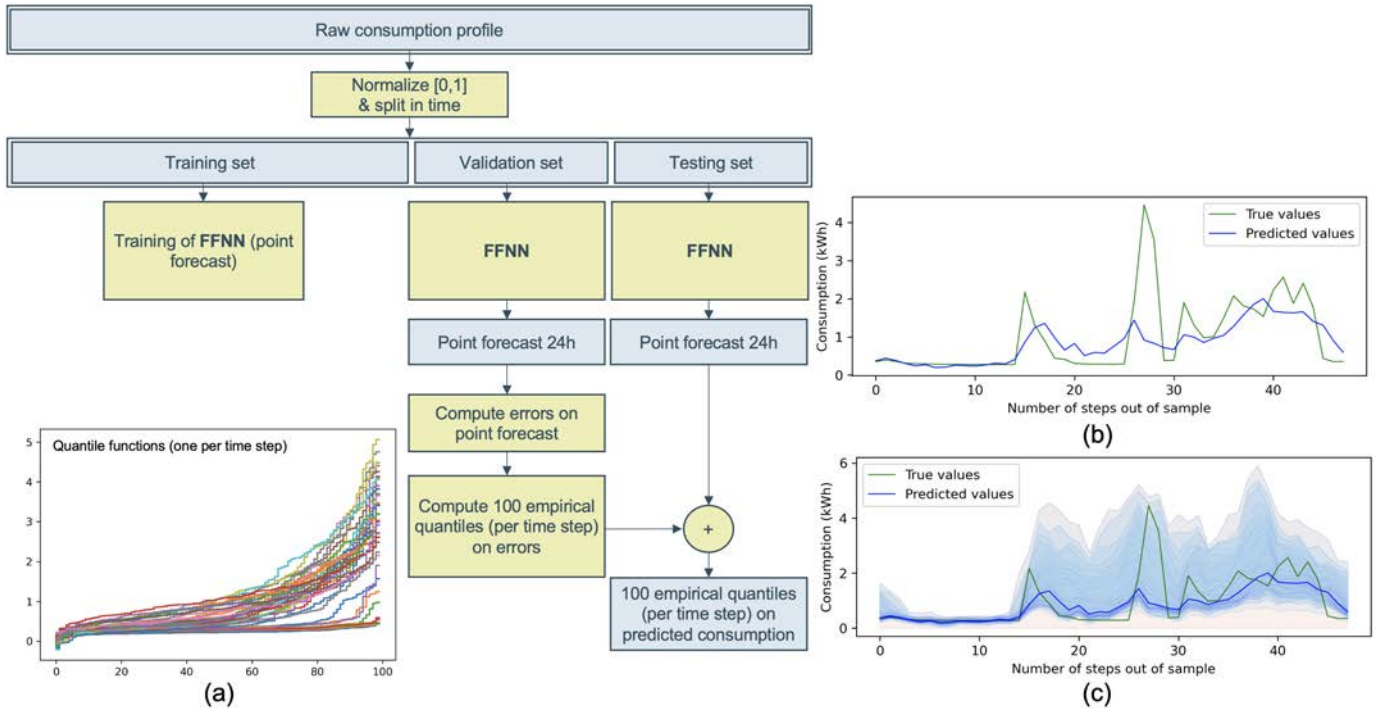 Raw consumption profile
Normalize [0,1]
& split in time
Training set
Validation set
Testing set
Training of FFNN (point
forecast)
FFNN
FFNN
Point forecast 24h
Point forecast 24h
Compute errors on
point forecast
Compute 100 empirical
quantiles (per time step)
on errors
+
100 empirical quantiles
(per time step) on
predicted consumption
Quantile functions (one per time step)
5
4
3
2
1
0
0
20
40
60
80
100
(a)
True values
Predicted values
Consumption (kWh)
4
3
2
1
0
0
10
20
30
40
Number of steps out of sample
(b)
True values
Predicted values
Consumption (kWh)
6
4
2
0
0
10
20
30
40
Number of steps out of sample
(c)